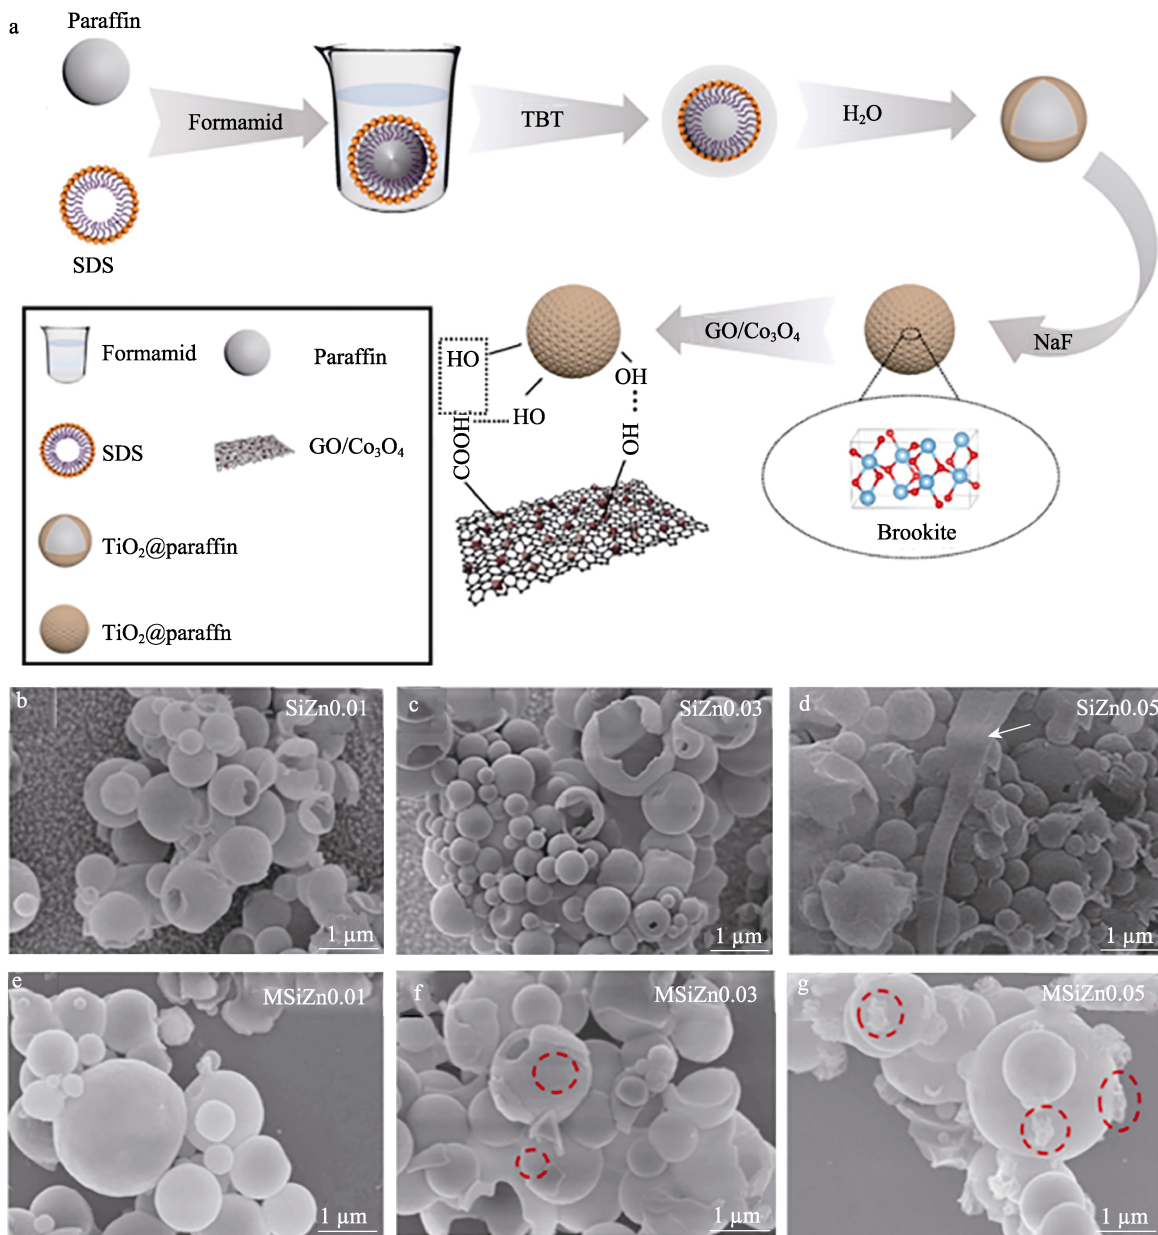 a
Paraffin
Formamid
TBT
H₂O
SDS
NaF
GO/Co₃O₄
HO
OH
HO
COOH
HO
Brookite
Formamid
Paraffin
SDS
GO/Co₃O₄
TiO₂@paraffin
TiO₂@paraffn
b
SiZn0.01
1 µm
c
SiZn0.03
1 µm
d
SiZn0.05
1 µm
e
MSiZn0.01
1 µm
f
MSiZn0.03
1 µm
g
MSiZn0.05
1 µm